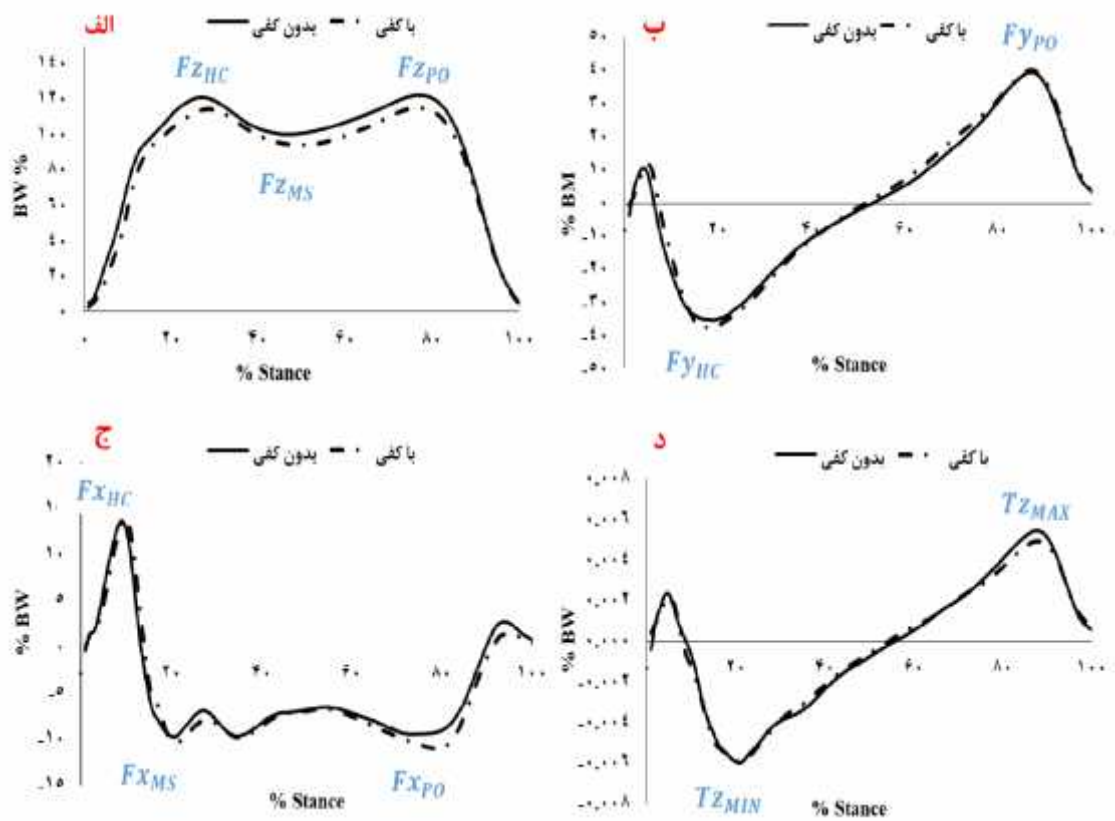 الف
بدون کفی با کفی
Fz_HC
Fz_PO
Fz_MS
BW %
۱۶۰
۱۴۰
۱۲۰
۱۰۰
۸۰
۶۰
۴۰
۲۰
۰
۰ ۲۰ ۴۰ ۶۰ ۸۰ ۱۰۰
% Stance
ب
بدون کفی با کفی
Fy_PO
Fy_HC
% BM
۵۰
۴۰
۳۰
۲۰
۱۰
۰
-۱۰
-۲۰
-۳۰
-۴۰
-۵۰
۰ ۲۰ ۴۰ ۶۰ ۸۰ ۱۰۰
% Stance
ج
بدون کفی با کفی
Fx_HC
Fx_MS
Fx_PO
% BW
۲۰
۱۰
۱۰
۵
۰
-۵
-۱۰
-۱۵
۲۰ ۴۰ ۶۰ ۸۰ ۱۰۰
% Stance
د
بدون کفی با کفی
Tz_MAX
Tz_MIN
% BW
۰,۰۰۸
۰,۰۰۶
۰,۰۰۴
۰,۰۰۲
۰,۰۰۰
-۰,۰۰۲
-۰,۰۰۴
-۰,۰۰۶
-۰,۰۰۸
۰ ۲۰ ۴۰ ۶۰ ۸۰ ۱۰۰
% Stance